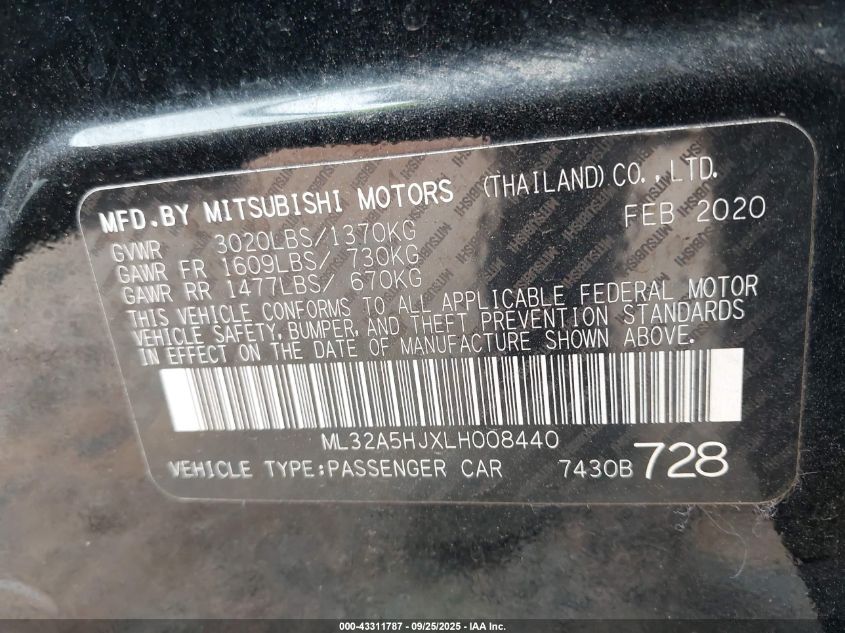 MFD.BY MITSUBISHI MOTORS (THAILAND) CO.,LTD.
FEB 2020
GVWR 3020LBS/1370KG
GAWR FR 1609LBS/ 730KG
GAWR RR 1477LBS/ 670KG
THIS VEHICLE CONFORMS TO ALL APPLICABLE FEDERAL MOTOR
VEHICLE SAFETY, BUMPER, AND THEFT PREVENTION STANDARDS
IN EFFECT ON THE DATE OF MANUFACTURE SHOWN ABOVE.
ML32A5HJXLH008440
VEHICLE TYPE:PASSENGER CAR 7430B 728
000-43311787 - 09/25/2025 - IAA Inc.